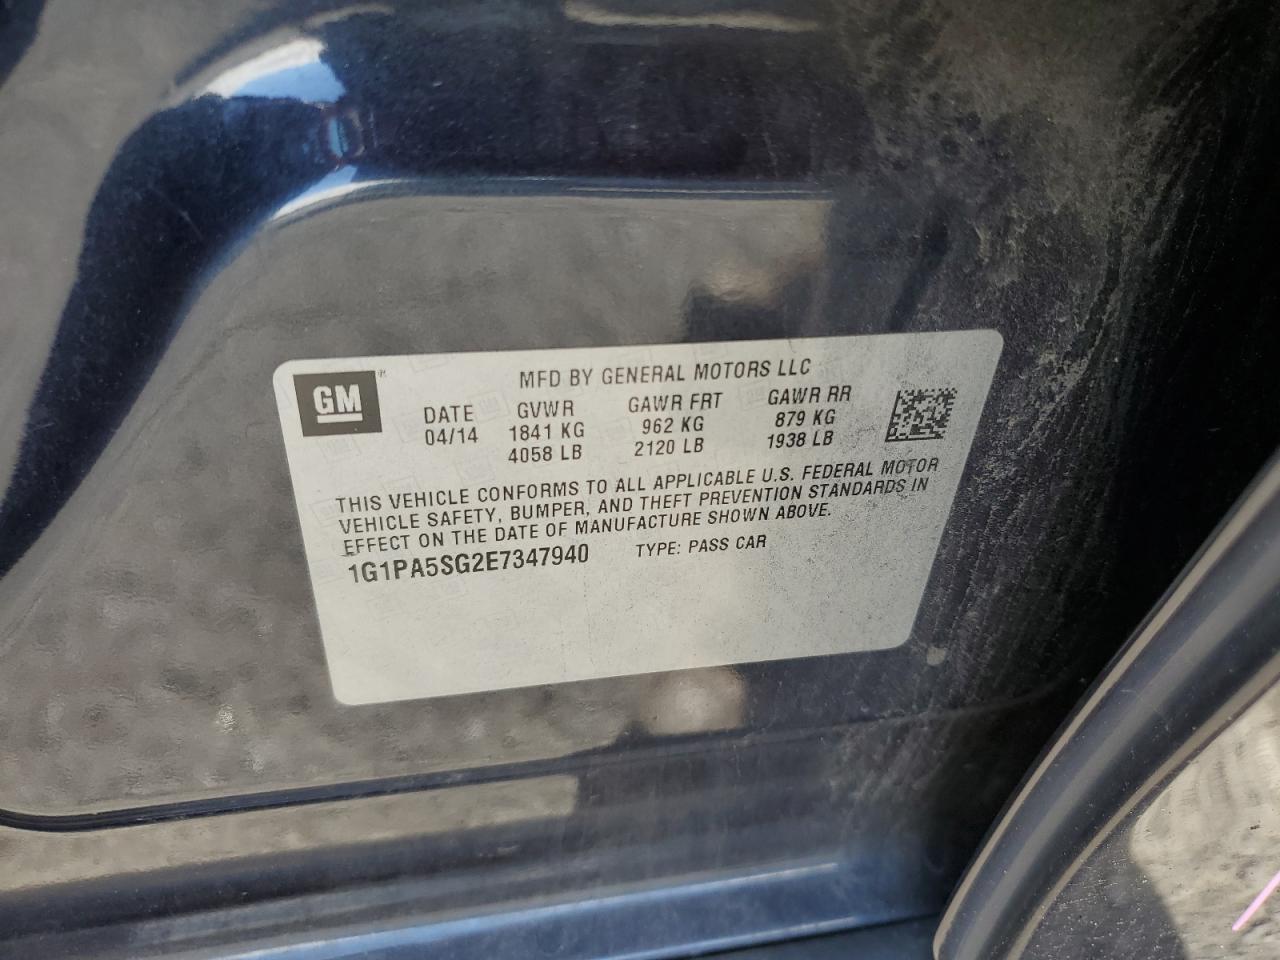 GM
MFD BY GENERAL MOTORS LLC
DATE GVWR GAWR FRT GAWR RR
04/14 1841 KG 962 KG 879 KG
4058 LB 2120 LB 1938 LB
THIS VEHICLE CONFORMS TO ALL APPLICABLE U.S. FEDERAL MOTOR
VEHICLE SAFETY, BUMPER, AND THEFT PREVENTION STANDARDS IN
EFFECT ON THE DATE OF MANUFACTURE SHOWN ABOVE.
1G1PA5SG2E7347940 TYPE: PASS CAR